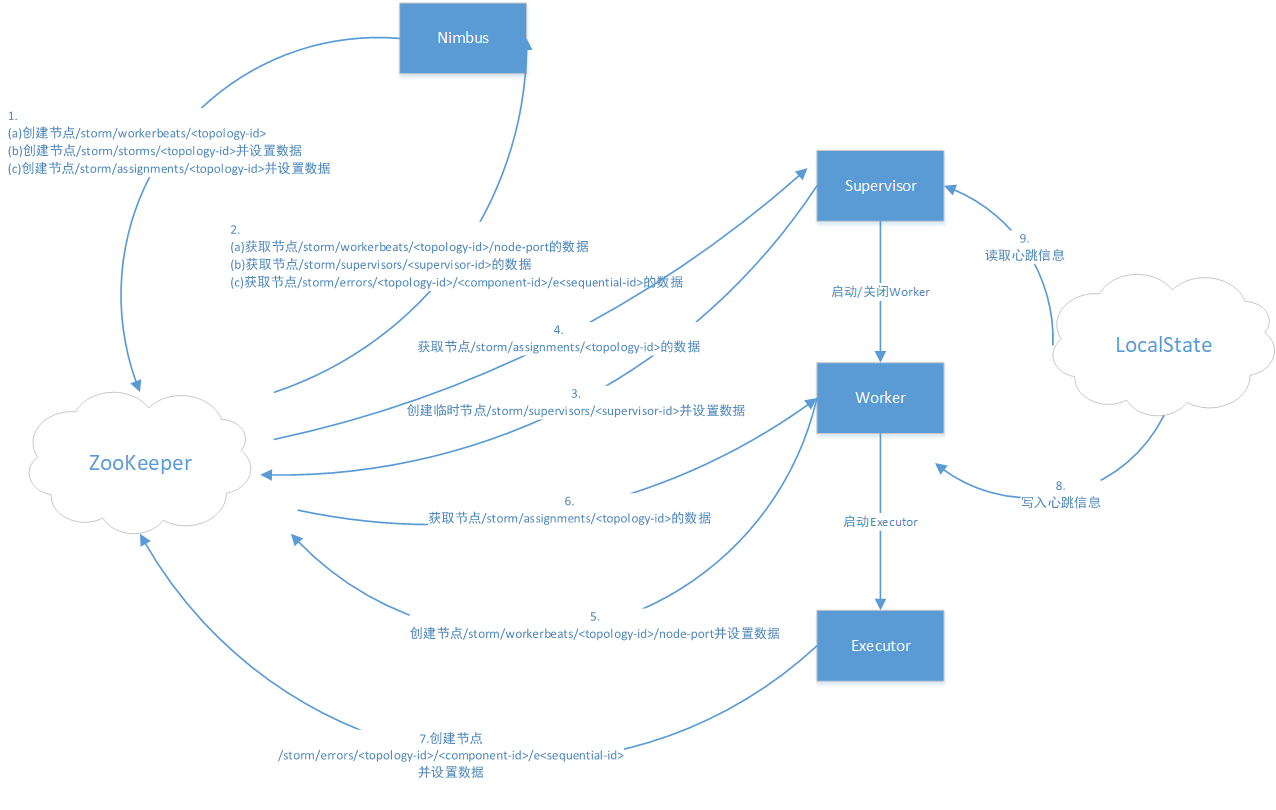 Nimbus
1.
(a)创建节点/storm/workerbeats/<topology-id>
(b)创建节点/storm/storms/<topology-id>并设置数据
(c)创建节点/storm/assignments/<topology-id>并设置数据
Supervisor
2.
(a)获取节点/storm/workerbeats/<topology-id>/node-port的数据
(b)获取节点/storm/supervisors/<supervisor-id>的数据
(c)获取节点/storm/errors/<topology-id>/<component-id>/e<sequential-id>的数据
9.
读取心跳信息
启动/关闭Worker
4.
获取节点/storm/assignments/<topology-id>的数据
LocalState
3.
创建临时节点/storm/supervisors/<supervisor-id>并设置数据
Worker
ZooKeeper
6.
获取节点/storm/assignments/<topology-id>的数据
8.
写入心跳信息
启动Executor
5.
创建节点/storm/workerbeats/<topology-id>/node-port并设置数据
Executor
7.创建节点
/storm/errors/<topology-id>/<component-id>/e<sequential-id>
并设置数据